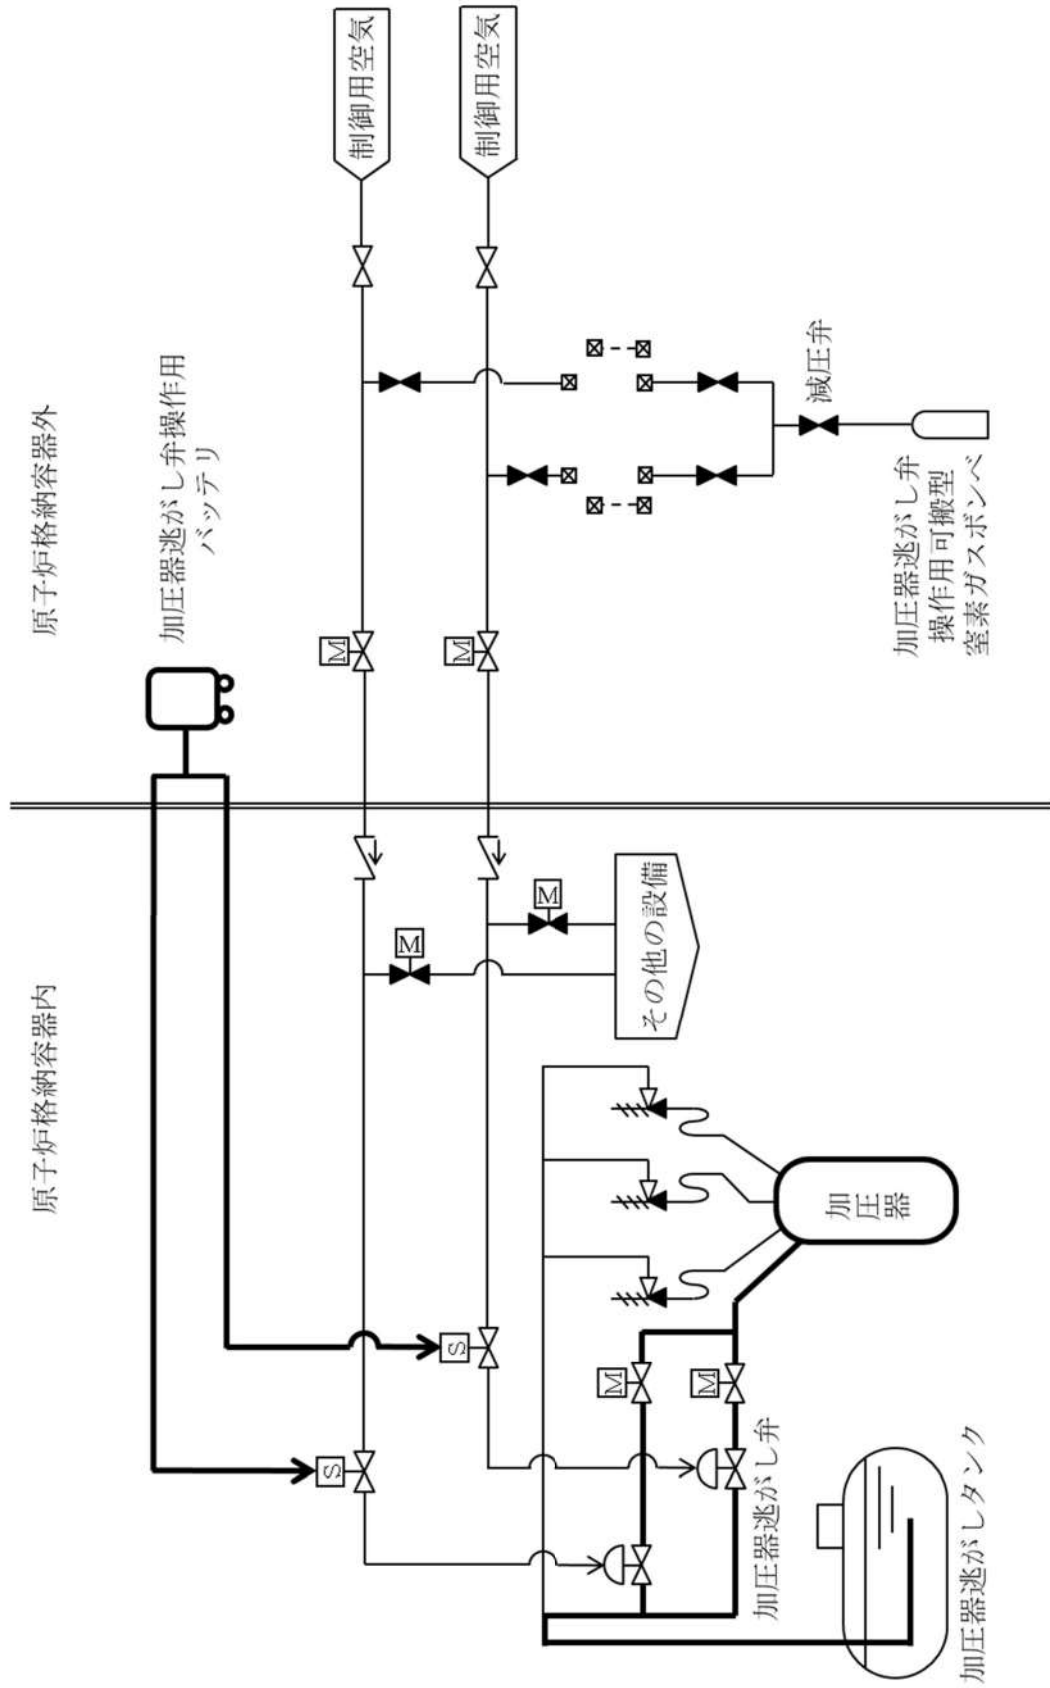 原子炉格納容器内
原子炉格納容器外
加圧器逃がし弁操作用
バッテリ
制御用空気
制御用空気
M
M
M
M
その他の設備
減圧弁
加圧器逃がし弁
操作用可搬型
窒素ガスボンベ
S
S
M
M
加圧器
加圧器逃がし弁
加圧器逃がしタンク